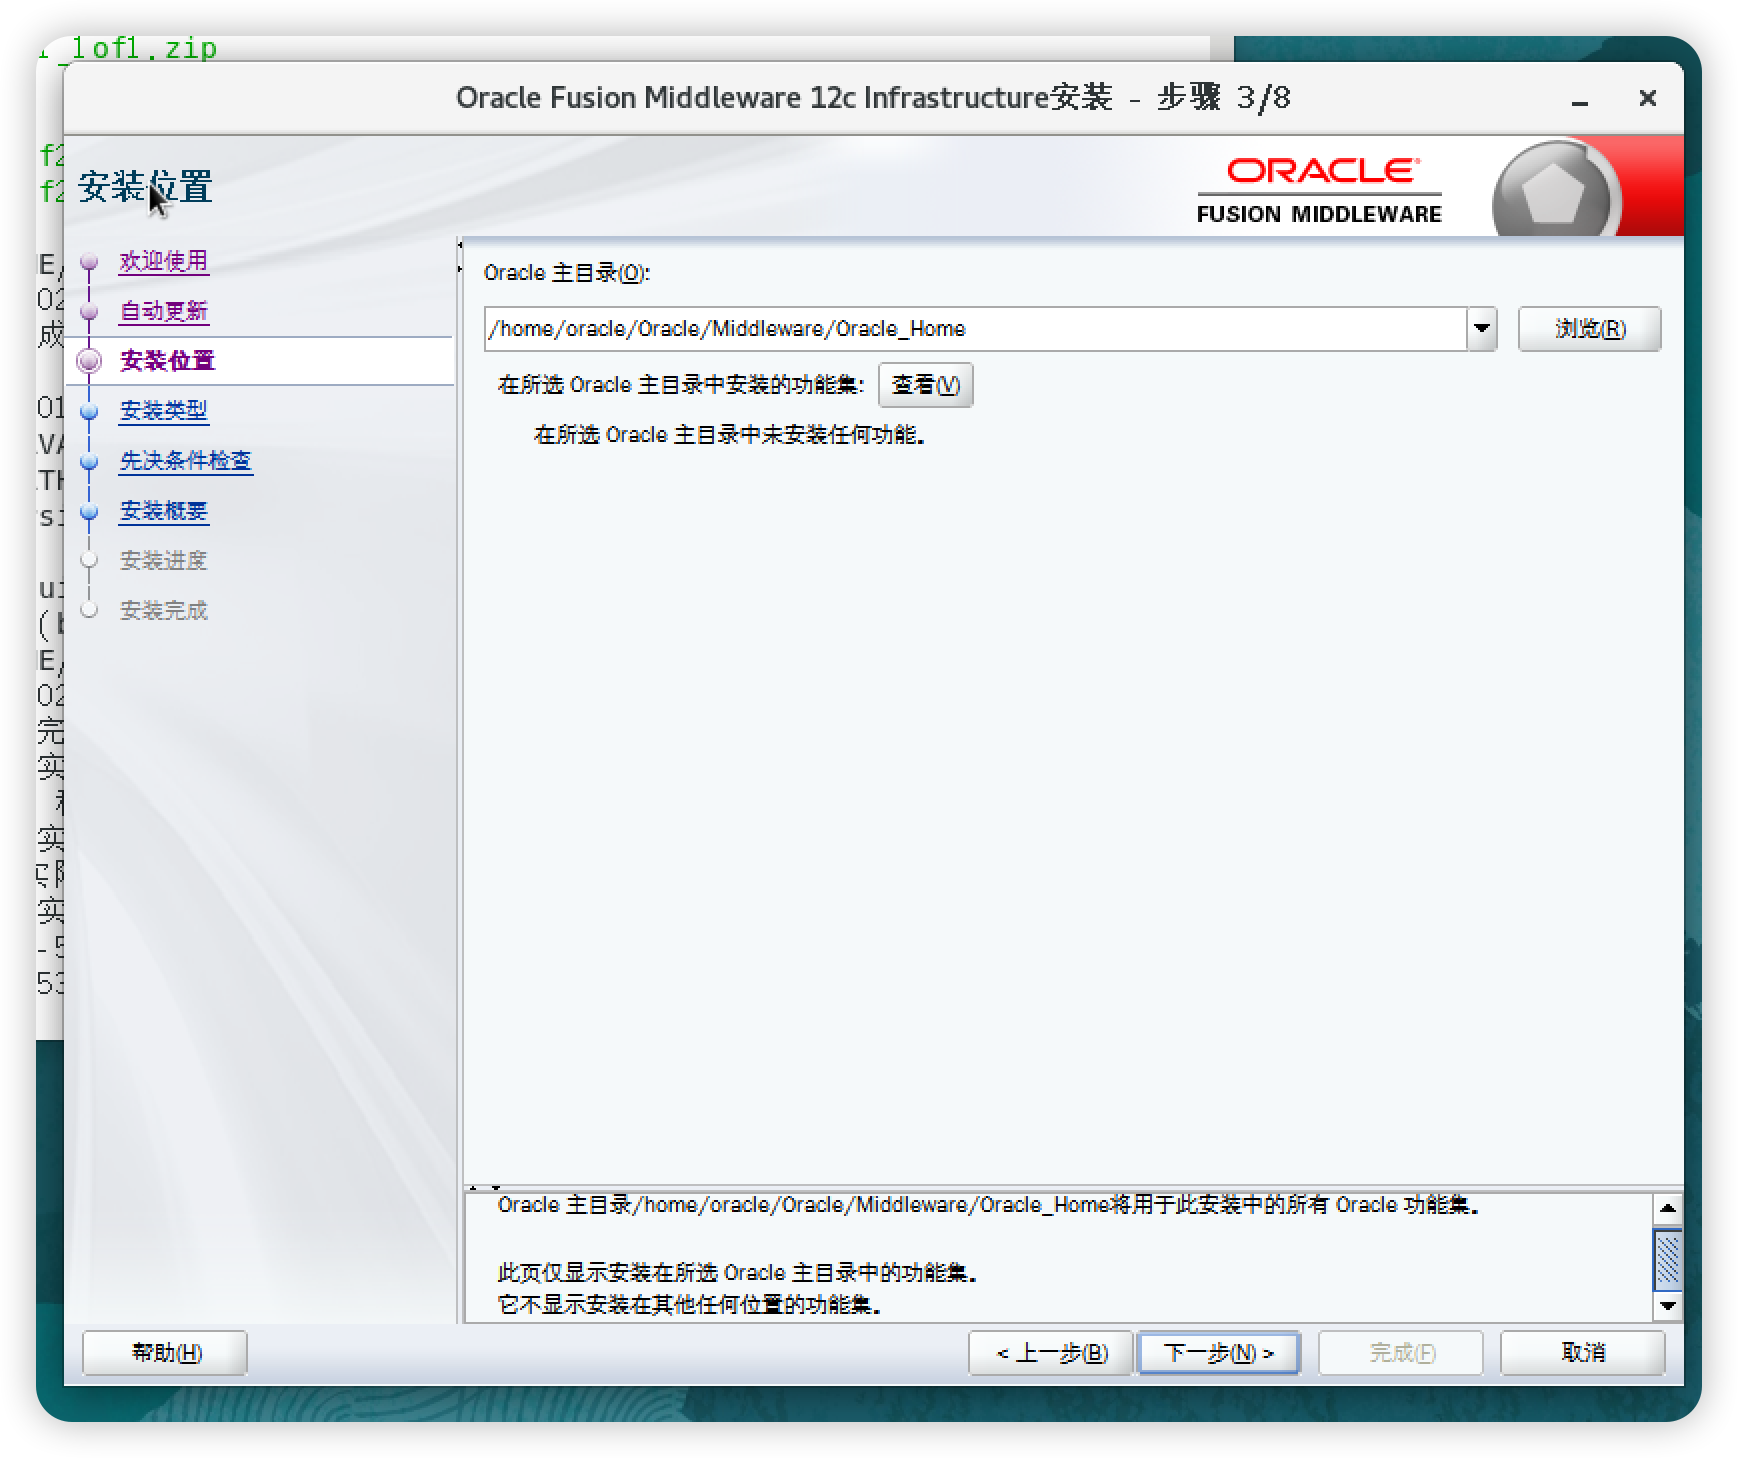 _1of1.zip
Oracle Fusion Middleware 12c Infrastructure安装 - 步骤 3/8
安装位置
ORACLE
FUSION MIDDLEWARE
欢迎使用
自动更新
安装位置
安装类型
先决条件检查
安装概要
安装进度
安装完成
Oracle 主目录(O):
/home/oracle/Oracle/Middleware/Oracle_Home
浏览(R)
在所选 Oracle 主目录中安装的功能集:
查看(V)
在所选 Oracle 主目录中未安装任何功能。
Oracle 主目录/home/oracle/Oracle/Middleware/Oracle_Home将用于此安装中的所有 Oracle 功能集。
此页仅显示安装在所选 Oracle 主目录中的功能集。
它不显示安装在其他任何位置的功能集。
帮助(H)
< 上一步(B)
下一步(N) >
完成(F)
取消